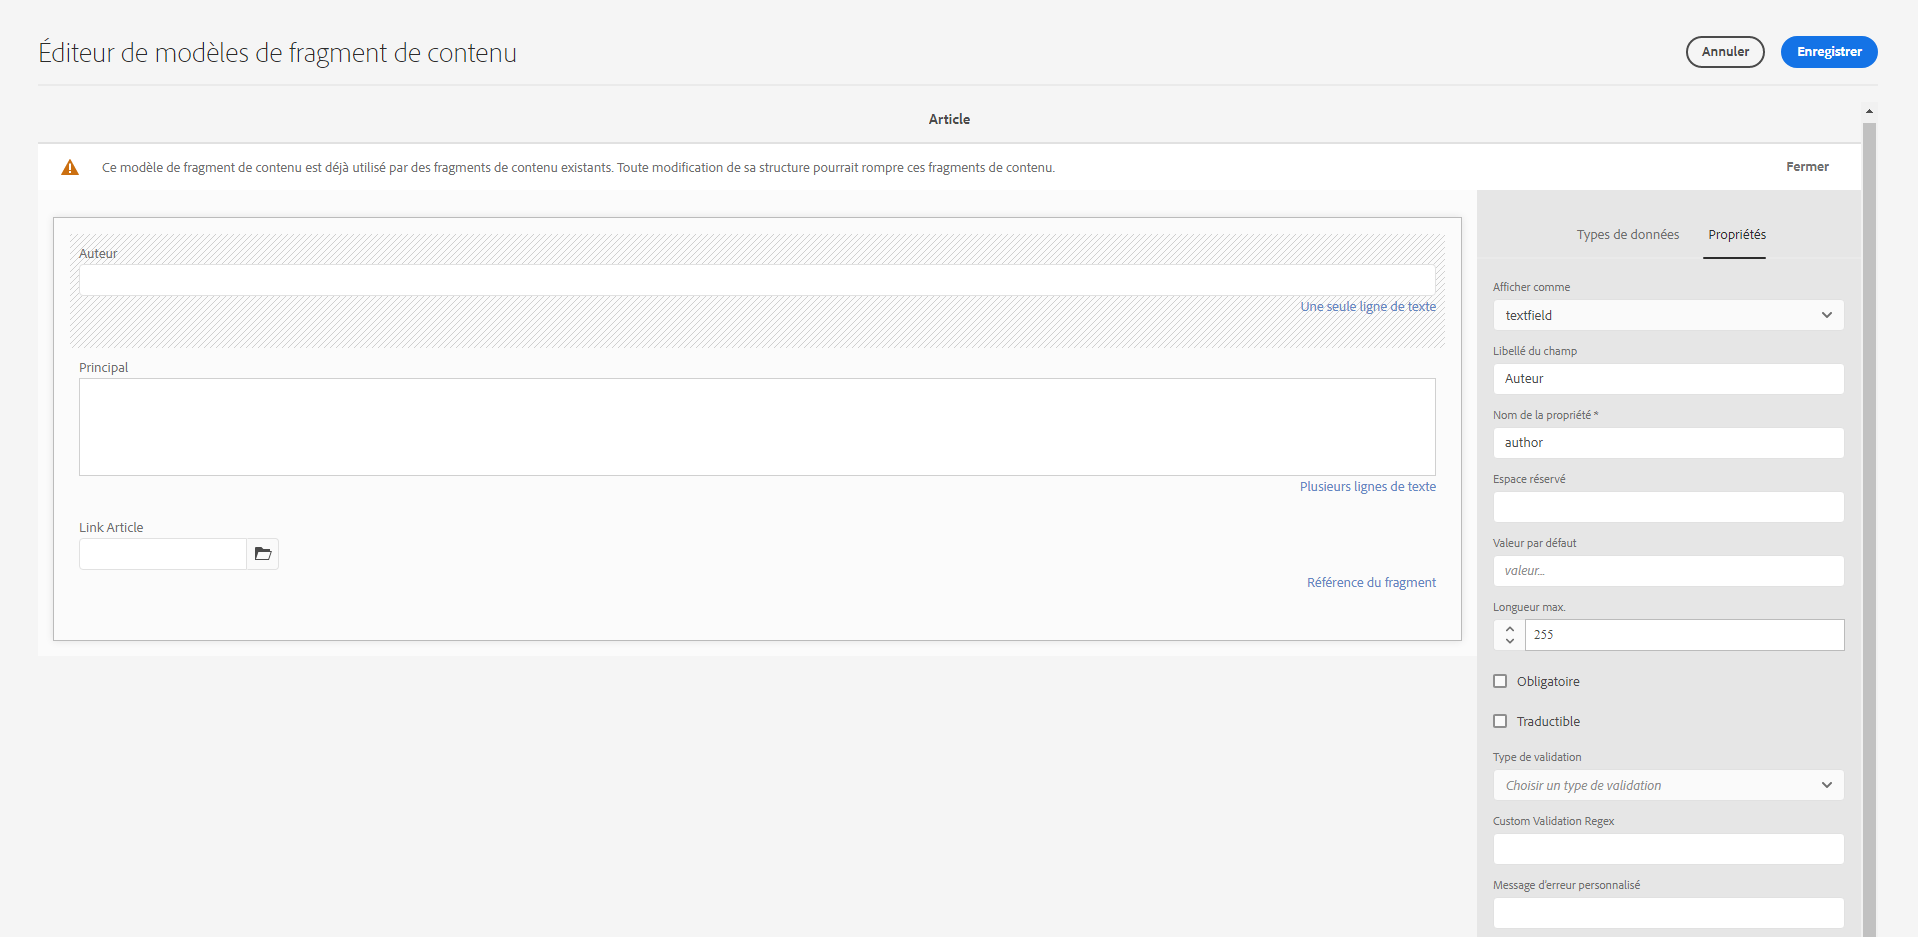 Éditeur de modèles de fragment de contenu
Annuler
Enregistrer
Article
Ce modèle de fragment de contenu est déjà utilisé par des fragments de contenu existants. Toute modification de sa structure pourrait rompre ces fragments de contenu.
Fermer
Auteur
Une seule ligne de texte
Principal
Plusieurs lignes de texte
Link Article
Référence du fragment
Types de données
Propriétés
Afficher comme
textfield
Libellé du champ
Auteur
Nom de la propriété *
author
Espace réservé
Valeur par défaut
valeur...
Longueur max.
255
Obligatoire
Traductible
Type de validation
Choisir un type de validation
Custom Validation Regex
Message d'erreur personnalisé